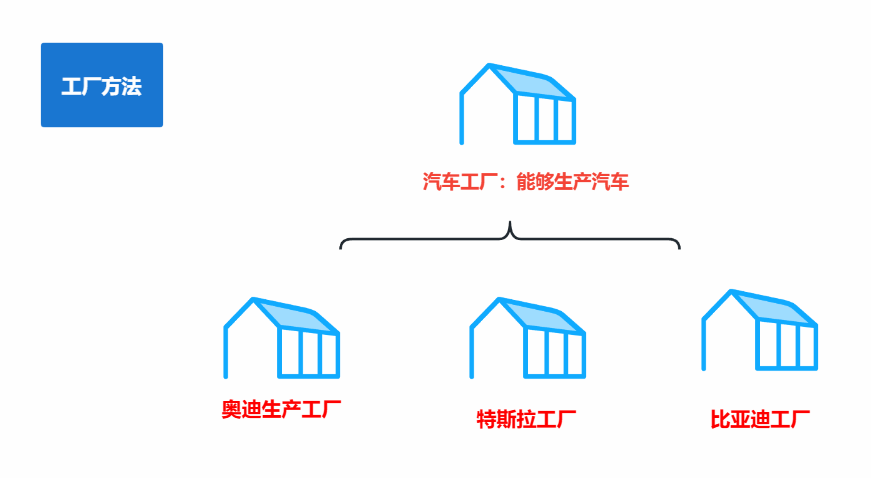 工厂方法
汽车工厂：能够生产汽车
奥迪生产工厂
特斯拉工厂
比亚迪工厂